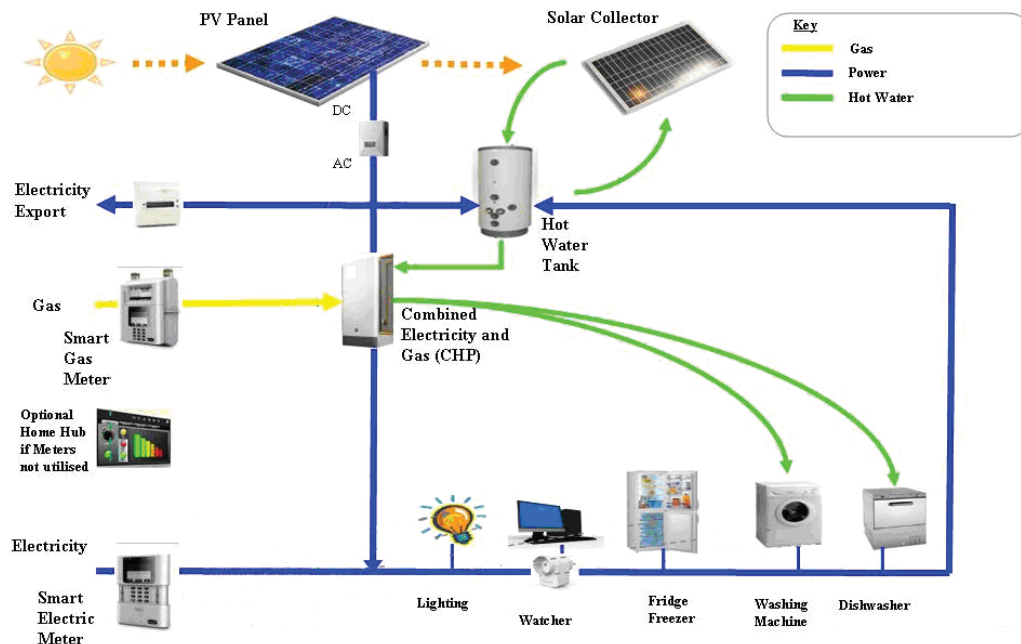 PV Panel
Solar Collector
Key
Gas
Power
Hot Water
DC
AC
Electricity
Export
Hot
Water
Tank
Gas
Smart
Gas
Meter
Combined
Electricity and
Gas (CHP)
Optional
Home Hub
if Meters
not utilised
Electricity
Smart
Electric
Meter
Lighting
Watcher
Fridge
Freezer
Washing
Machine
Dishwasher